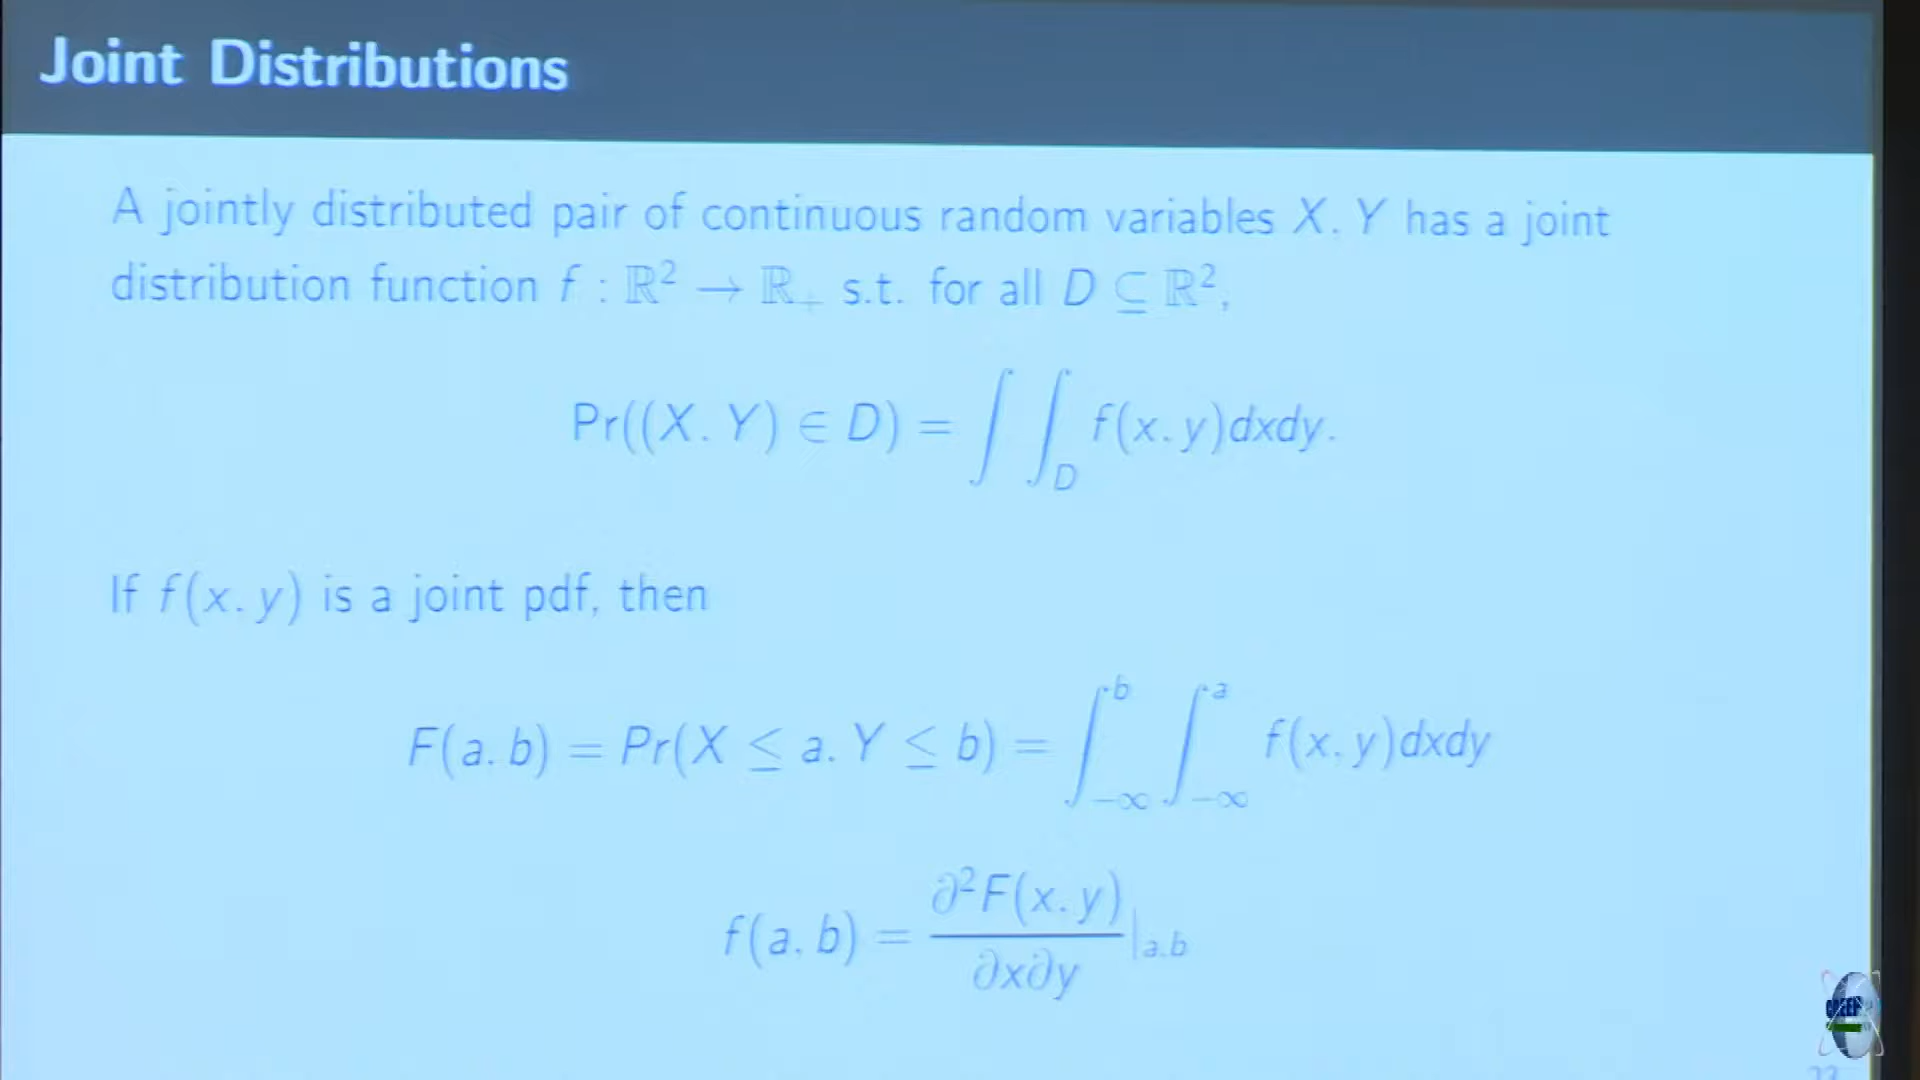 Joint Distributions
A jointly distributed pair of continuous random variables X, Y has a joint
distribution function f : ℝ² → ℝ₊ s.t. for all D ⊆ ℝ²,
Pr((X, Y) ∈ D) = ∫ ∫_D f(x, y)dxdy.
If f(x, y) is a joint pdf, then
F(a, b) = Pr(X ≤ a, Y ≤ b) = ∫_{-∞}^{b} ∫_{-∞}^{a} f(x, y)dxdy
f(a, b) = ∂²F(x, y) / ∂x∂y |_{a,b}